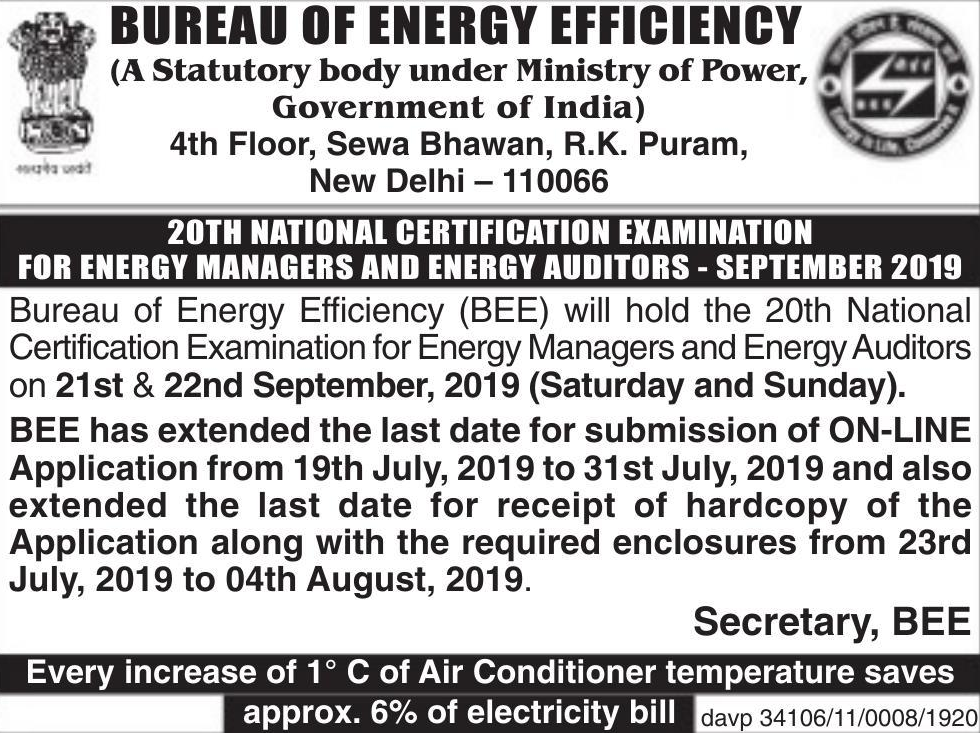 BUREAU OF ENERGY EFFICIENCY
(A Statutory body under Ministry of Power,
Government of India)
4th Floor, Sewa Bhawan, R.K. Puram,
New Delhi – 110066
सत्यमेव जयते
BEE
20TH NATIONAL CERTIFICATION EXAMINATION
FOR ENERGY MANAGERS AND ENERGY AUDITORS - SEPTEMBER 2019
Bureau of Energy Efficiency (BEE) will hold the 20th National
Certification Examination for Energy Managers and Energy Auditors
on 21st & 22nd September, 2019 (Saturday and Sunday).
BEE has extended the last date for submission of ON-LINE
Application from 19th July, 2019 to 31st July, 2019 and also
extended the last date for receipt of hardcopy of the
Application along with the required enclosures from 23rd
July, 2019 to 04th August, 2019.
Secretary, BEE
Every increase of 1° C of Air Conditioner temperature saves
approx. 6% of electricity bill
davp 34106/11/0008/1920